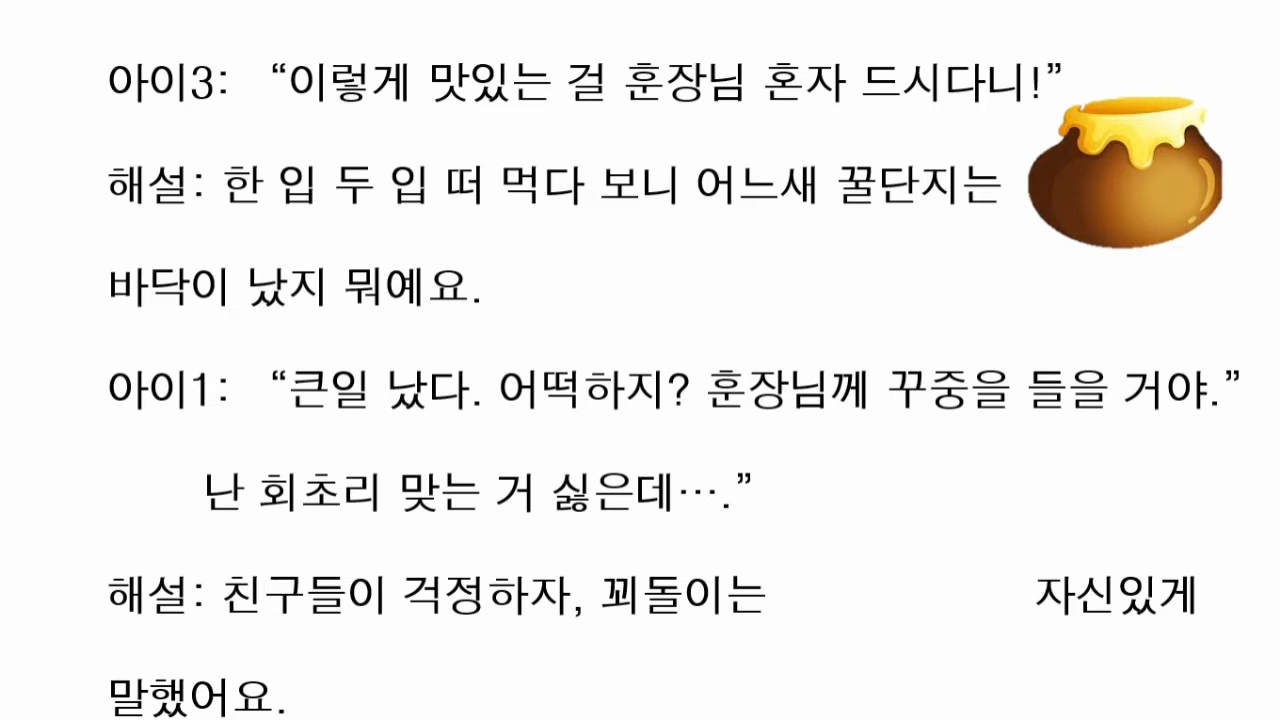 아이3: “이렇게 맛있는 걸 훈장님 혼자 드시다니!”
해설: 한 입 두 입 떠 먹다 보니 어느새 꿀단지는
바닥이 났지 뭐예요.
아이1: “큰일 났다. 어떡하지? 훈장님께 꾸중을 들을 거야.”
난 회초리 맞는 거 싫은데….”
해설: 친구들이 걱정하자, 꾀돌이는 자신있게
말했어요.